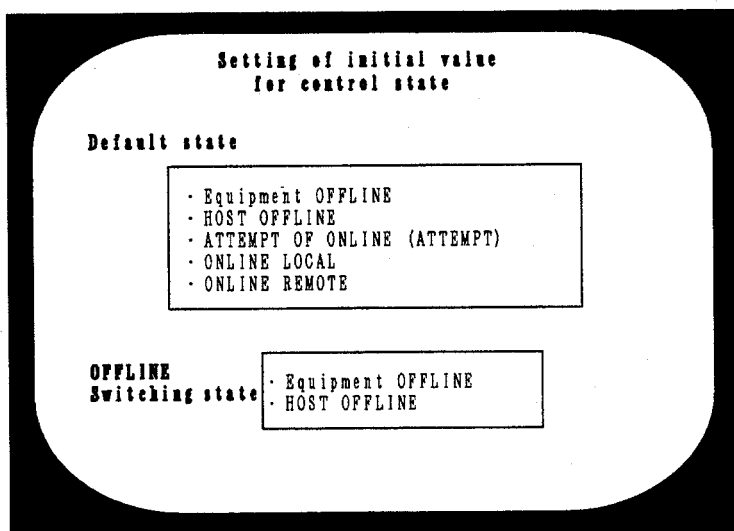 Setting of initial value
for control state
Default state
· Equipment OFFLINE
· HOST OFFLINE
· ATTEMPT OF ONLINE (ATTEMPT)
· ONLINE LOCAL
· ONLINE REMOTE
OFFLINE
Switching state
· Equipment OFFLINE
· HOST OFFLINE